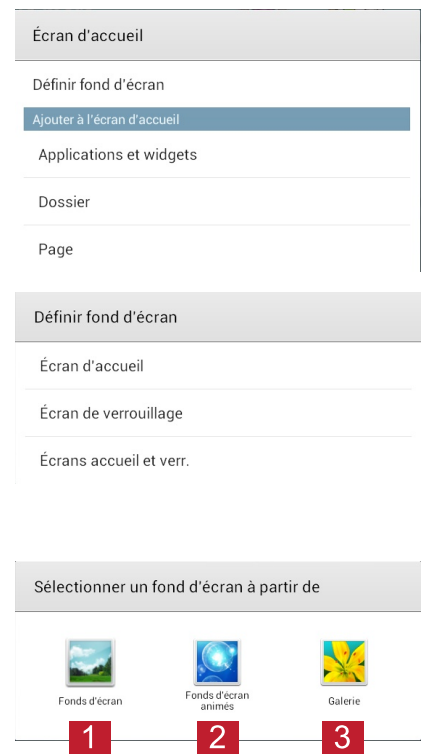 Écran d'accueil
Définir fond d'écran
Ajouter à l'écran d'accueil
Applications et widgets
Dossier
Page
Définir fond d'écran
Écran d'accueil
Écran de verrouillage
Écrans accueil et verr.
Sélectionner un fond d'écran à partir de
Fonds d'écran
Fonds d'écran
animés
Galerie
1
2
3